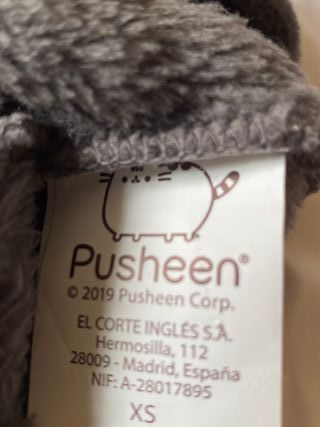 Pusheen®
© 2019 Pusheen Corp.
EL CORTE INGLÉS S.A.
Hermosilla, 112
28009 - Madrid, España
NIF: A-28017895
XS